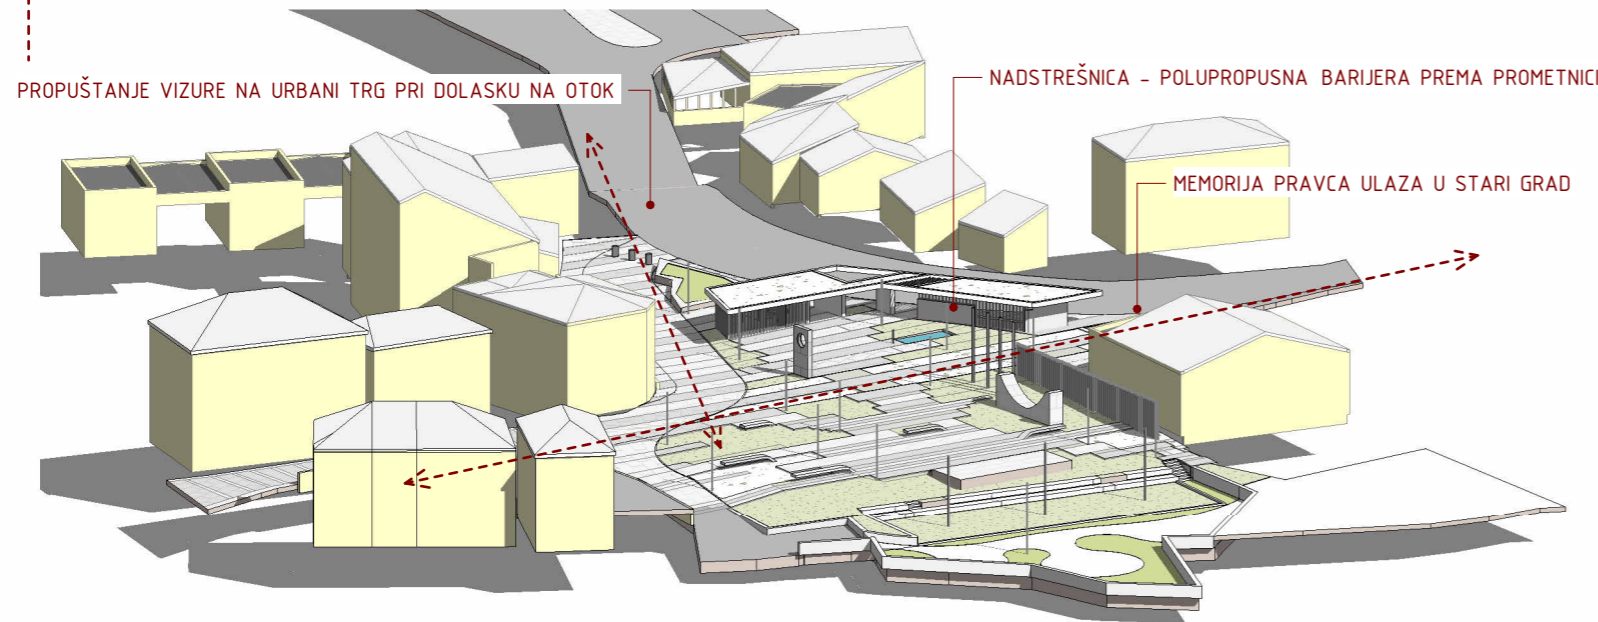 PROPUŠTANJE VIZURE NA URBANI TRG PRI DOLASKU NA OTOK
NADSTREŠNICA - POLUPROPUSNA BARIJERA PREMA PROMETNICI
MEMORIJA PRAVCA ULAZA U STARI GRAD